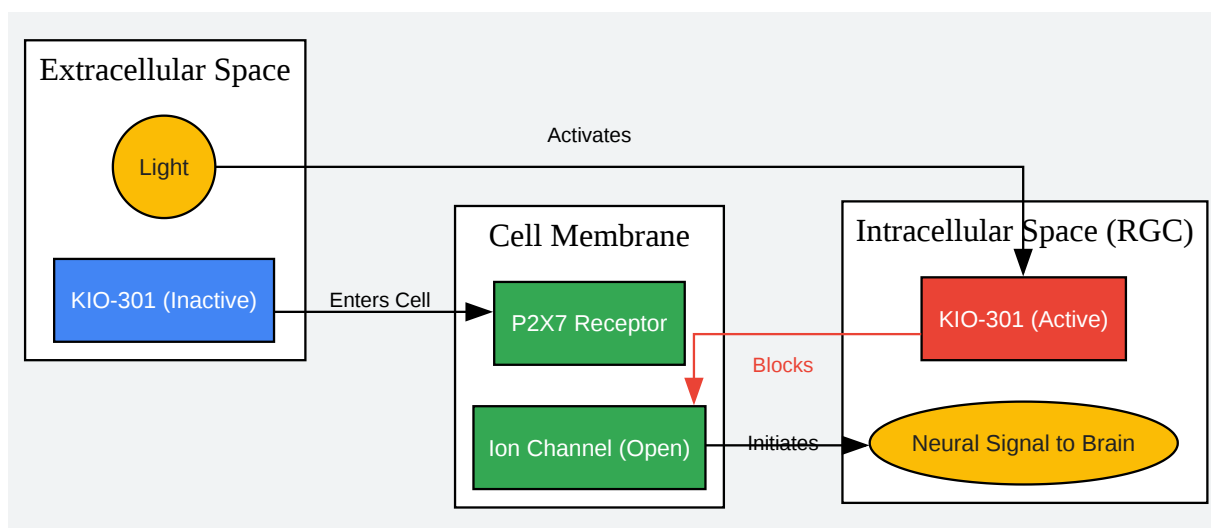 Extracellular Space
Light
KIO-301 (Inactive)
Activates
Enters Cell
Cell Membrane
P2X7 Receptor
Ion Channel (Open)
Blocks
Initiates
Intracellular Space (RGC)
KIO-301 (Active)
Neural Signal to Brain